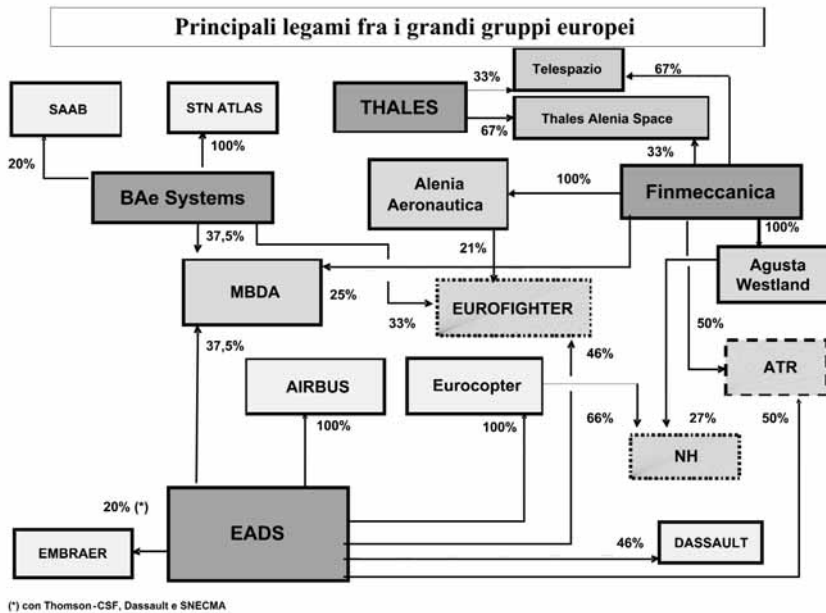 Principali legami fra i grandi gruppi europei
33%
Telespazio
67%
SAAB
STN ATLAS
THALES
67%
Thales Alenia Space
20%
100%
33%
BAe Systems
Alenia
Aeronautica
100%
Finmeccanica
37,5%
21%
100%
MBDA
25%
33%
EUROFIGHTER
Agusta
Westland
50%
37,5%
46%
ATR
AIRBUS
Eurocopter
100%
100%
66%
27%
50%
NH
20% (*)
EADS
EMBRAER
46%
DASSAULT
(*) con Thomson-CSF, Dassault e SNECMA